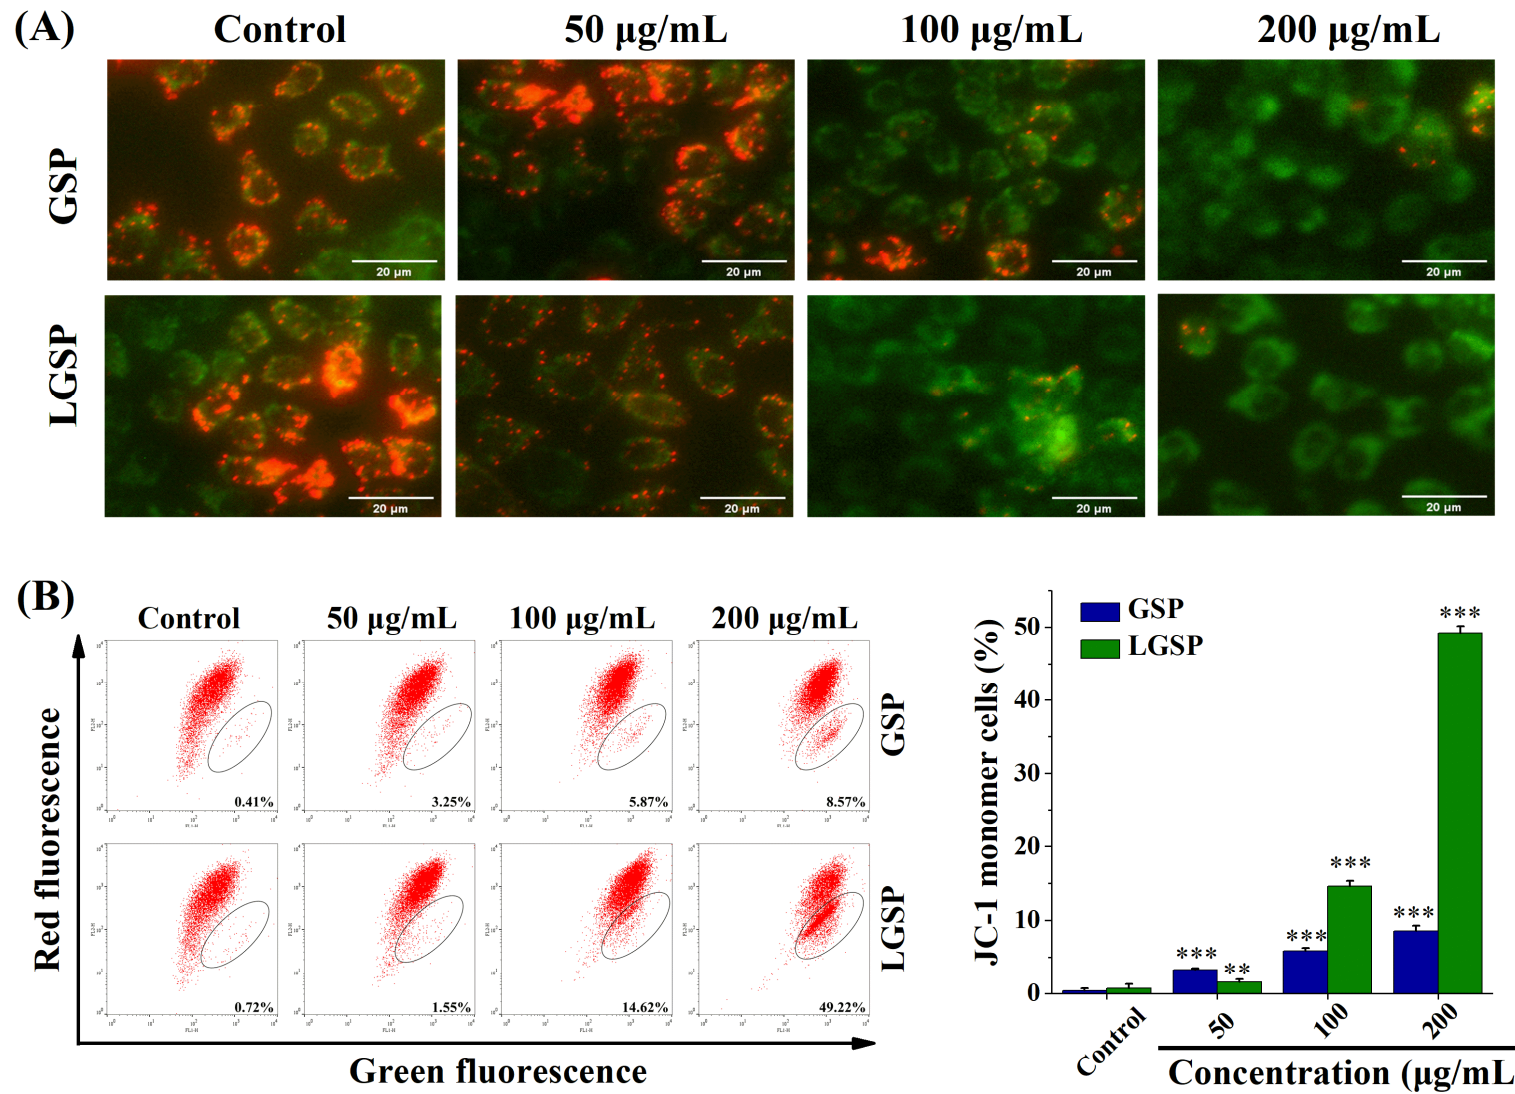 (A)
Control 50 μg/mL 100 μg/mL 200 μg/mL
GSP
20 μm 20 μm 20 μm 20 μm
LGSP
20 μm 20 μm 20 μm 20 μm
(B)
Control 50 μg/mL 100 μg/mL 200 μg/mL
Red fluorescence
GSP
0.41% 3.25% 5.87% 8.57%
LGSP
0.72% 1.55% 14.62% 49.22%
Green fluorescence
JC-1 monomer cells (%)
GSP
LGSP
50
40
30
20
10
0
*** ** *** *** *** ***
Control 50 100 200
Concentration (μg/mL